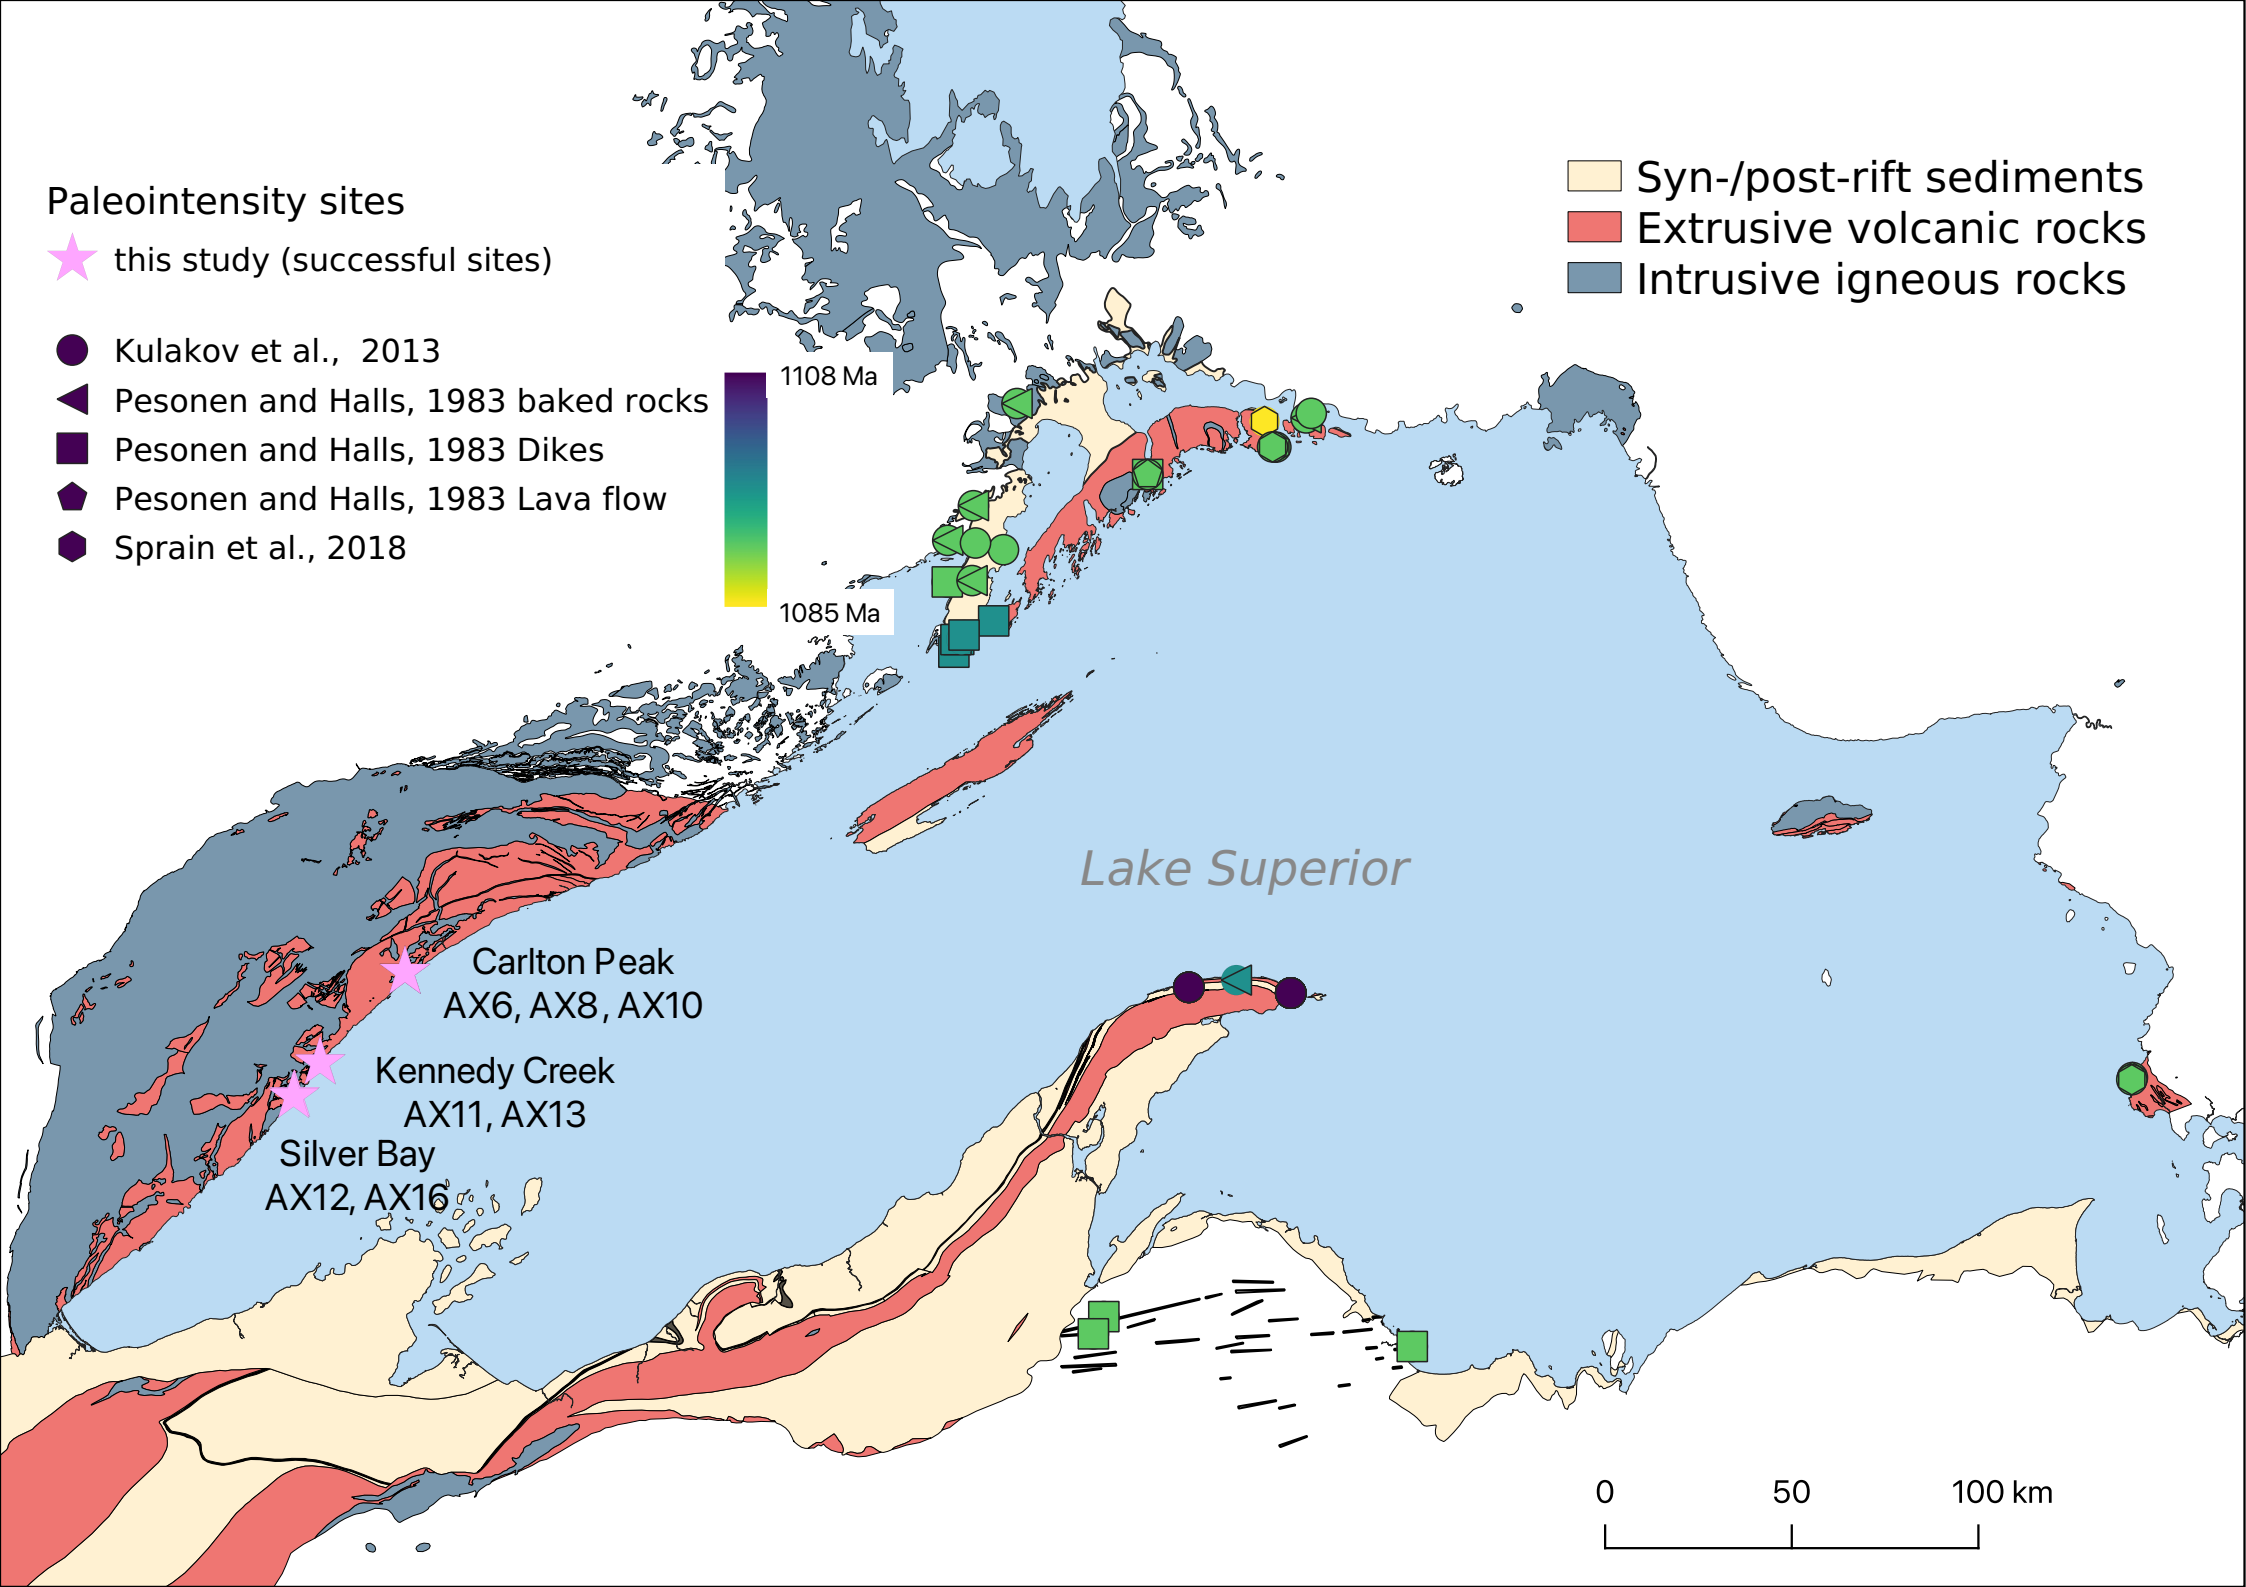 Paleointensity sites
this study (successful sites)
Kulakov et al., 2013
Pesonen and Halls, 1983 baked rocks
Pesonen and Halls, 1983 Dikes
Pesonen and Halls, 1983 Lava flow
Sprain et al., 2018
1108 Ma
1085 Ma
Syn-/post-rift sediments
Extrusive volcanic rocks
Intrusive igneous rocks
Lake Superior
Carlton Peak
AX6, AX8, AX10
Kennedy Creek
AX11, AX13
Silver Bay
AX12, AX16
0 50 100 km